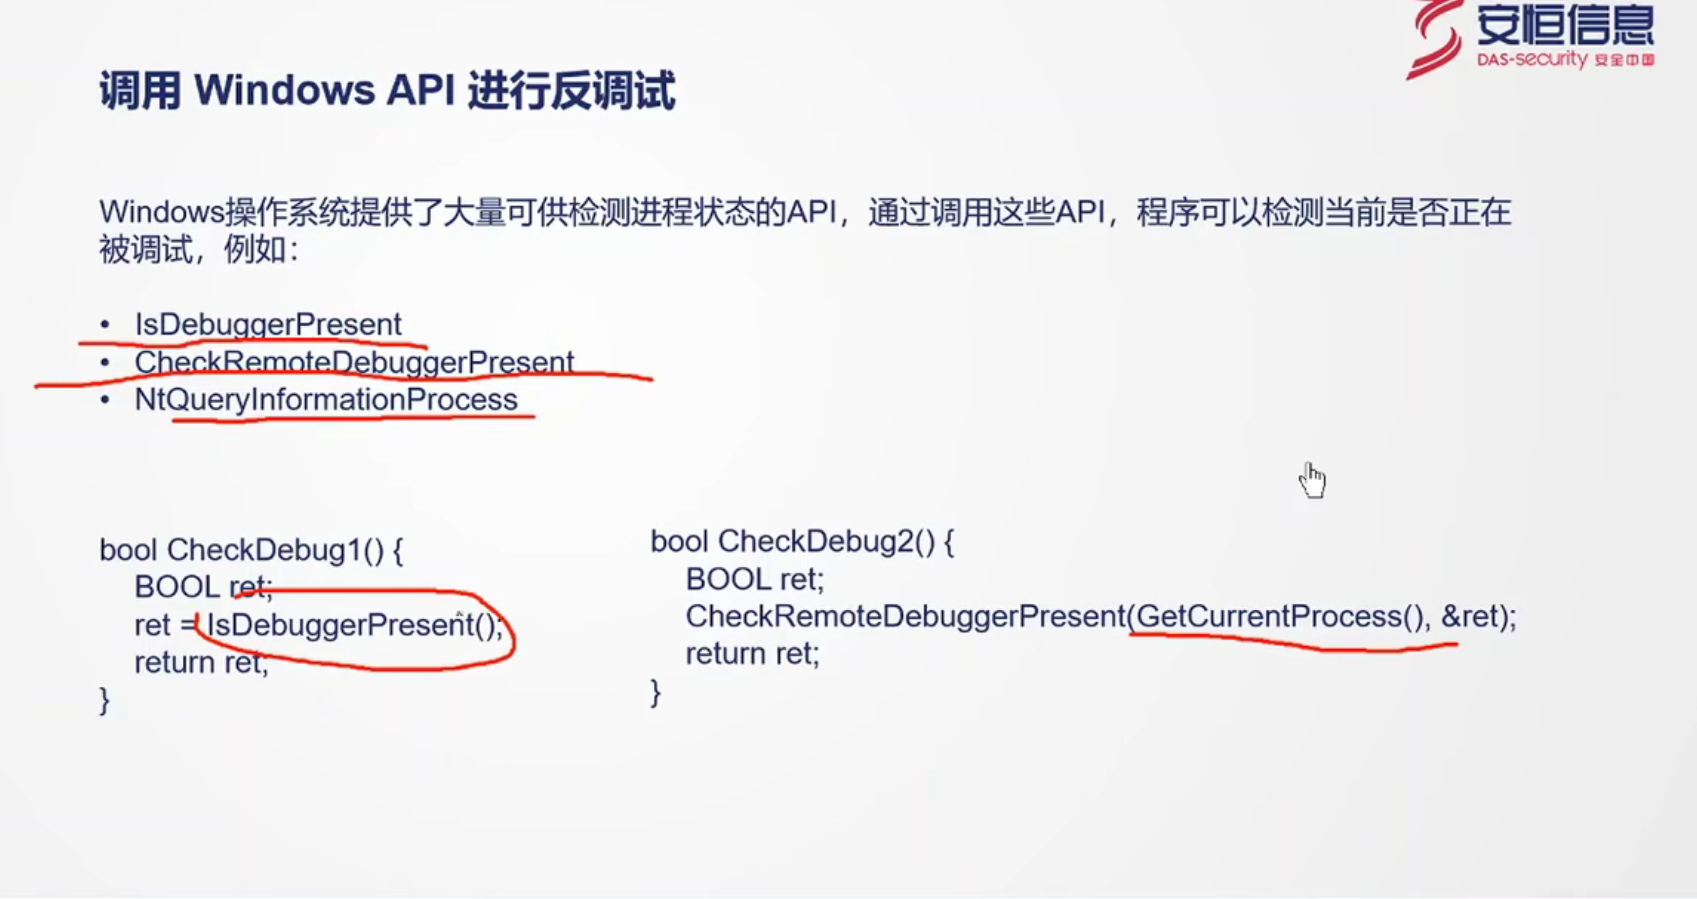 安恒信息
DAS-security 安全中国
调用 Windows API 进行反调试
Windows操作系统提供了大量可供检测进程状态的API，通过调用这些API，程序可以检测当前是否正在
被调试，例如：
• IsDebuggerPresent
• CheckRemoteDebuggerPresent
• NtQueryInformationProcess
bool CheckDebug1() {
BOOL ret;
ret = IsDebuggerPresent();
return ret;
}
bool CheckDebug2() {
BOOL ret;
CheckRemoteDebuggerPresent(GetCurrentProcess(), &ret);
return ret;
}